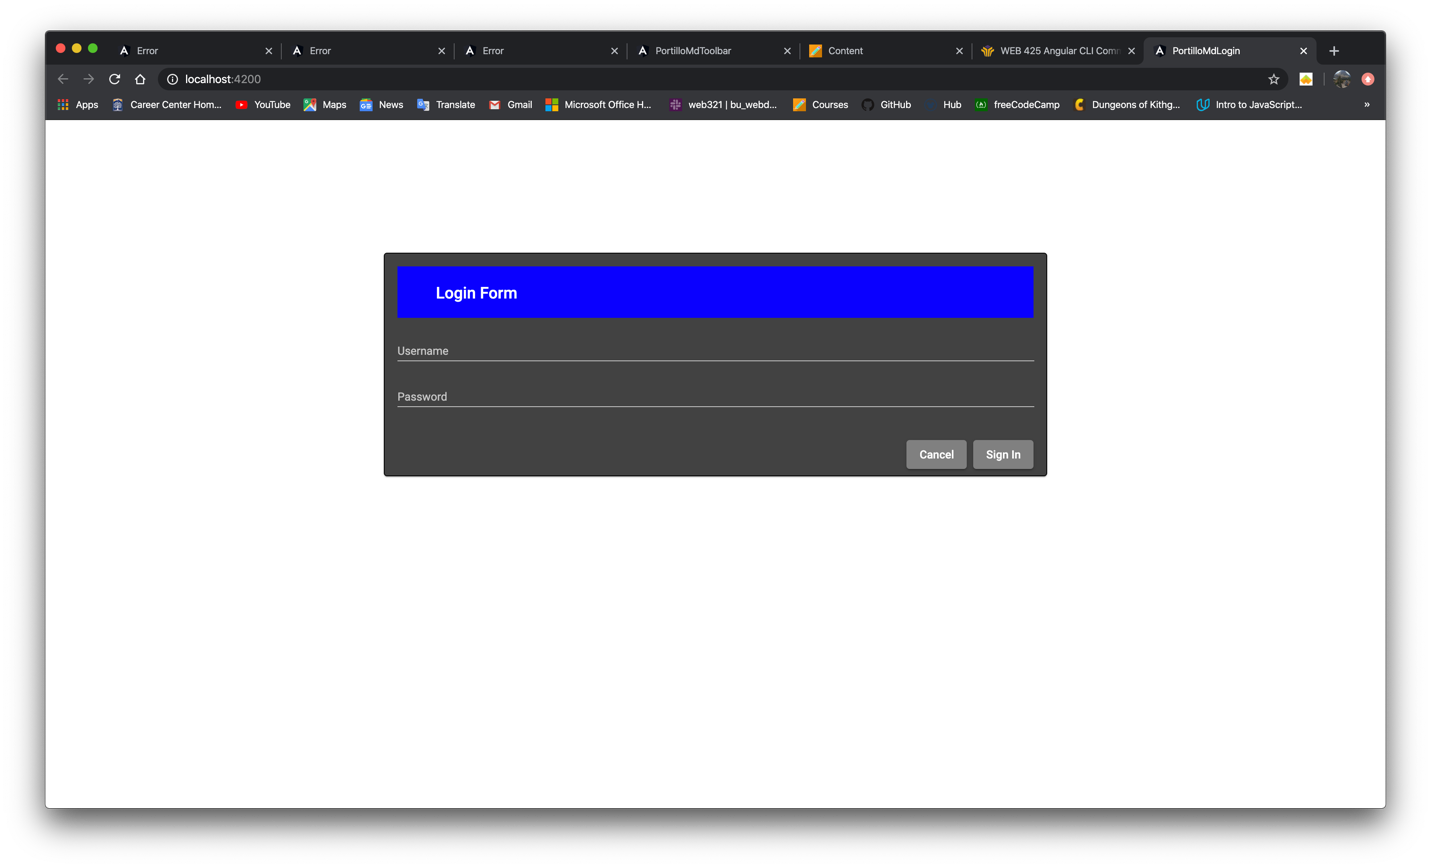 Error
Error
Error
PortilloMdToolbar
Content
WEB 425 Angular CLI Comm
PortilloMdLogin
localhost:4200
Apps
Career Center Hom...
YouTube
Maps
News
Translate
Gmail
Microsoft Office H...
web321 | bu_webd...
Courses
GitHub
Hub
freeCodeCamp
Dungeons of Kithg...
Intro to JavaScript...
»
Login Form
Username
Password
Cancel
Sign In